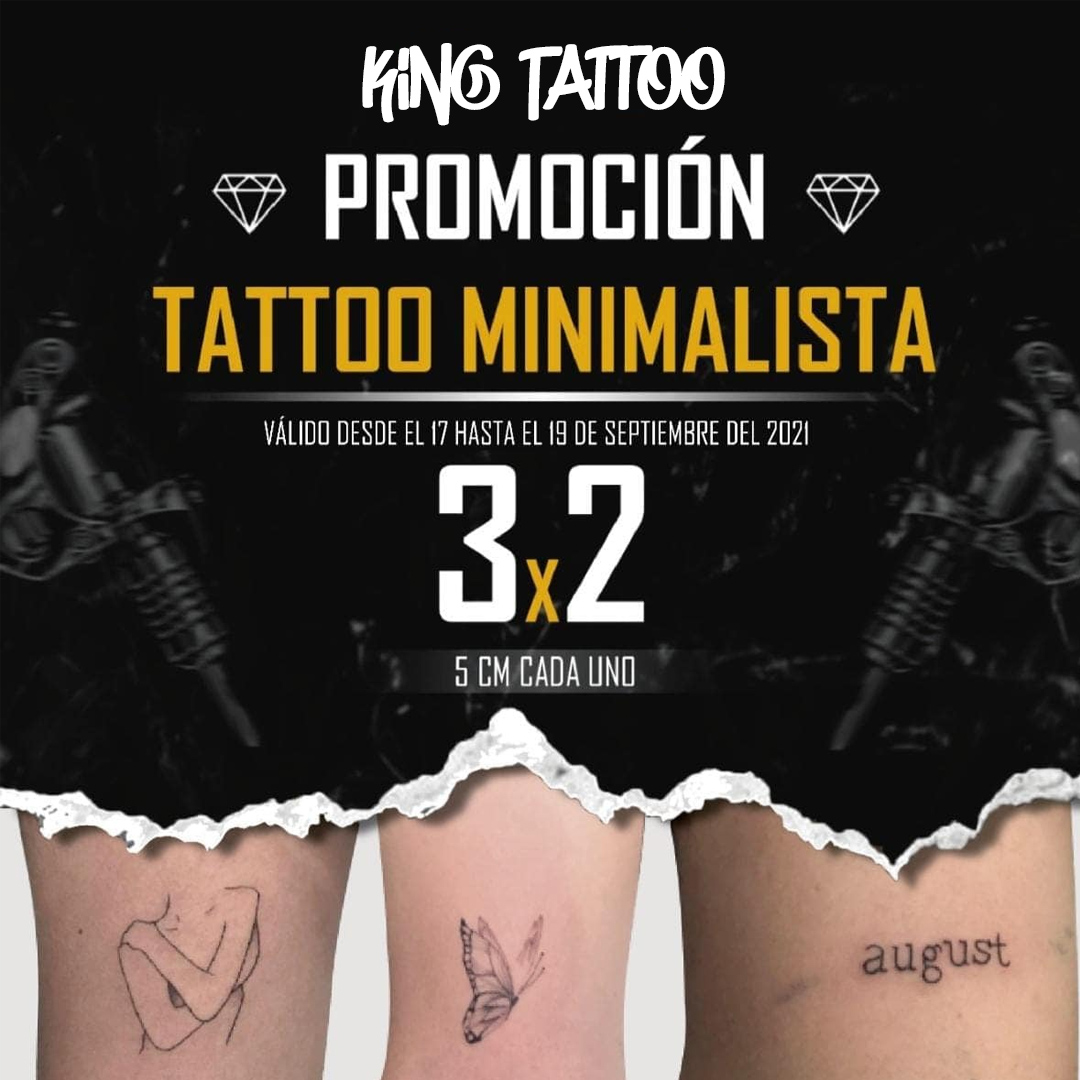 KiNG TATTOO
PROMOCIÓN
TATTOO MINIMALISTA
VÁLIDO DESDE EL 17 HASTA EL 19 DE SEPTIEMBRE DEL 2021
3x2
5 CM CADA UNO
august